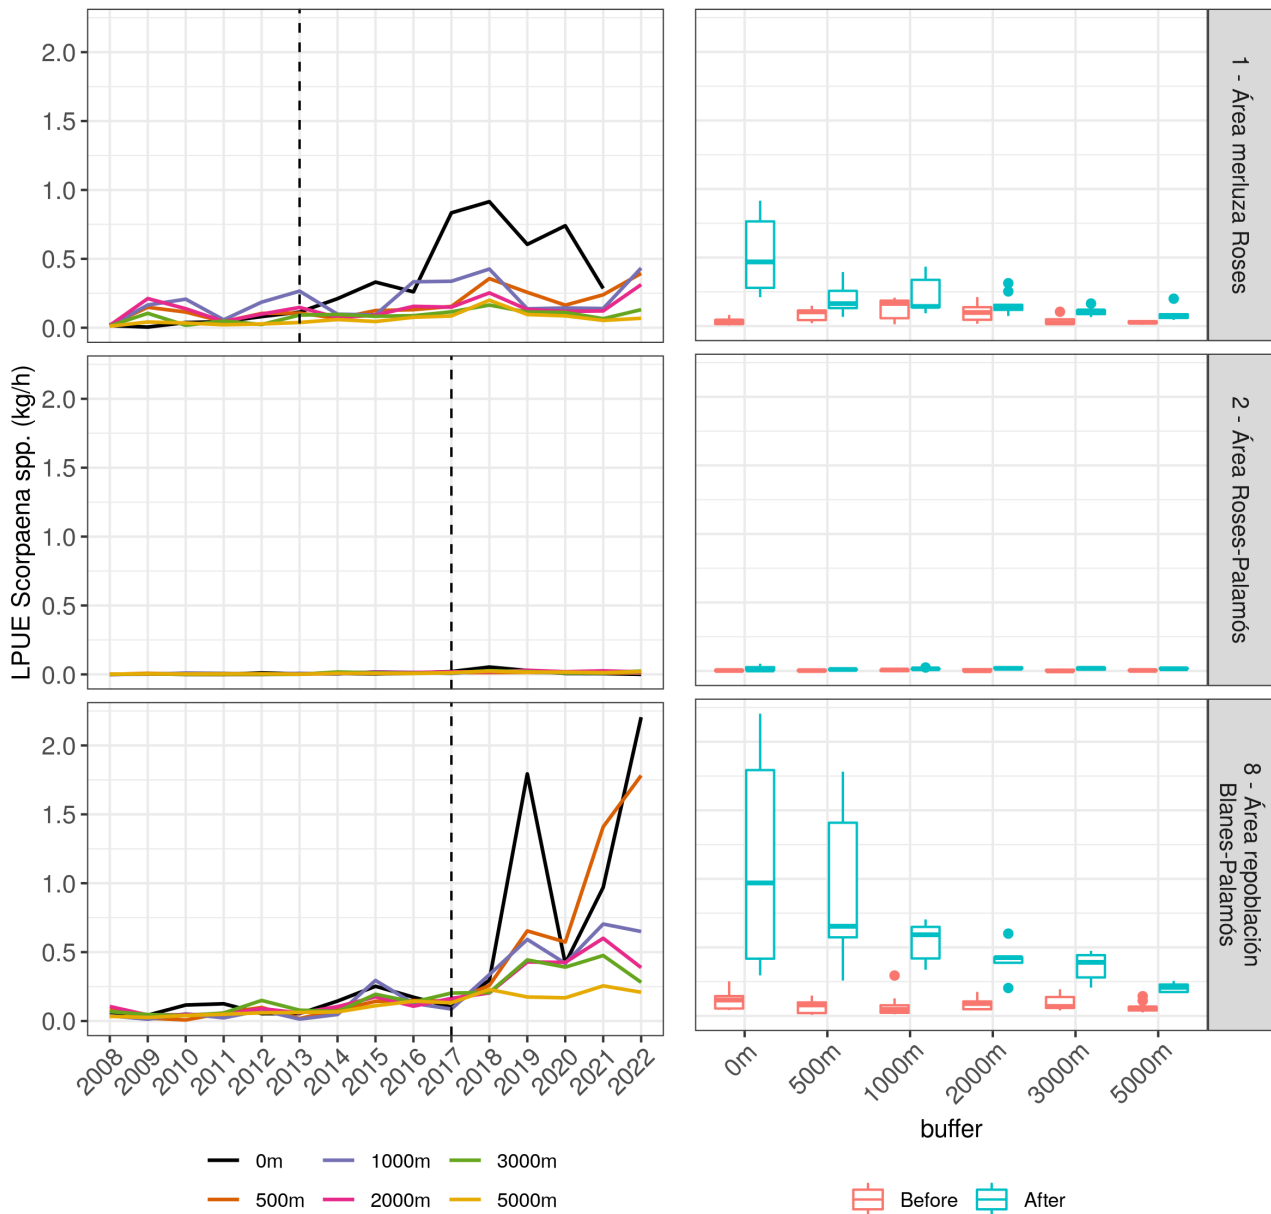 LPUE Scorpaena spp. (kg/h)
2.0
1.5
1.0
0.5
0.0
1 - Área merluza Roses
2.0
1.5
1.0
0.5
0.0
2 - Área Roses-Palamós
2.0
1.5
1.0
0.5
0.0
8 - Área repoblación
Blanes-Palamós
2008 2009 2010 2011 2012 2013 2014 2015 2016 2017 2018 2019 2020 2021 2022
0m 500m 1000m 2000m 3000m 5000m
buffer
0m 1000m 3000m
500m 2000m 5000m
Before After